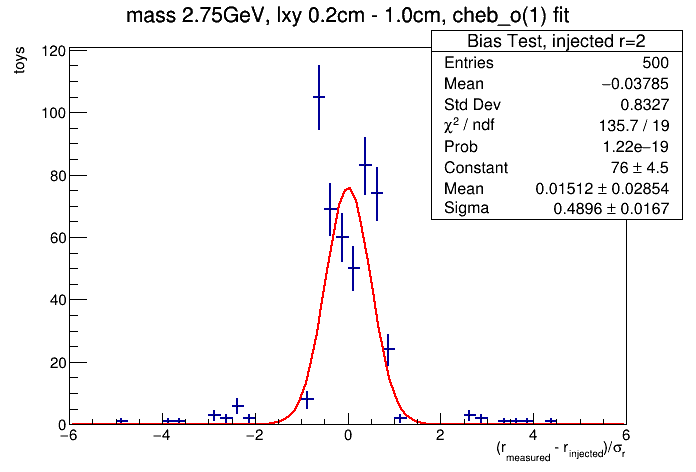 mass 2.75GeV, lxy 0.2cm - 1.0cm, cheb_o(1) fit
Bias Test, injected r=2
Entries 500
Mean −0.03785
Std Dev 0.8327
χ² / ndf 135.7 / 19
Prob 1.22e−19
Constant 76 ± 4.5
Mean 0.01512 ± 0.02854
Sigma 0.4896 ± 0.0167
toys
120
100
80
60
40
20
0
−6 −4 −2 0 2 4 6
(r_measured - r_injected)/σ_r